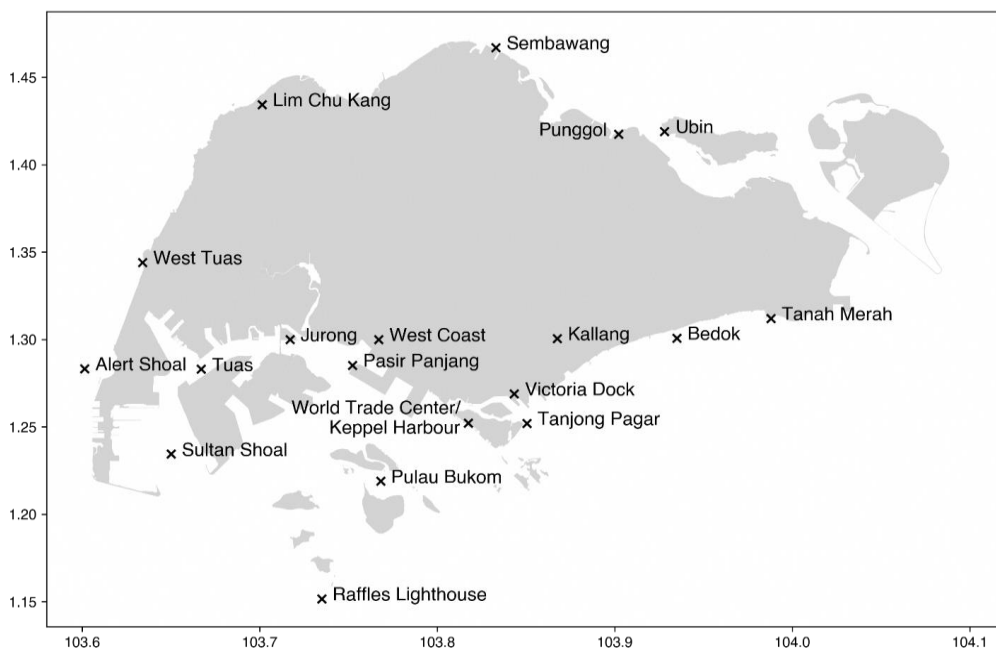 Sembawang
1.45
Lim Chu Kang
Punggol
Ubin
1.40
1.35
West Tuas
Tanah Merah
1.30
Jurong
West Coast
Kallang
Bedok
Alert Shoal
Tuas
Pasir Panjang
Victoria Dock
World Trade Center/
Keppel Harbour
Tanjong Pagar
1.25
Sultan Shoal
Pulau Bukom
1.20
1.15
Raffles Lighthouse
103.6
103.7
103.8
103.9
104.0
104.1